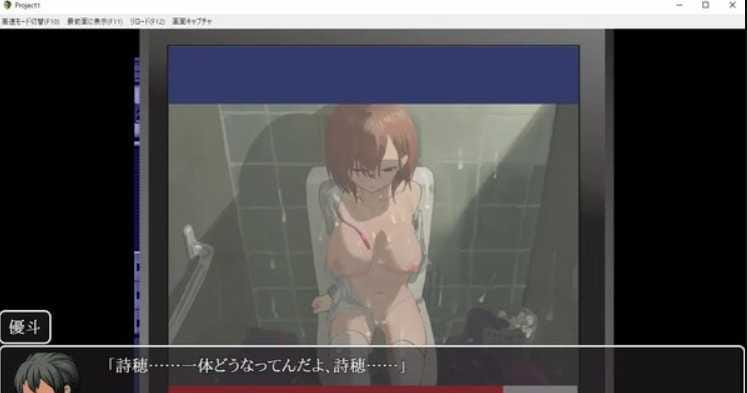 Project1
高速モード切替(F10) 最前面に表示(F11) リロード(F12) 画面キャプチャ
優斗
「詩穂……一体どうなってんだよ、詩穂……」